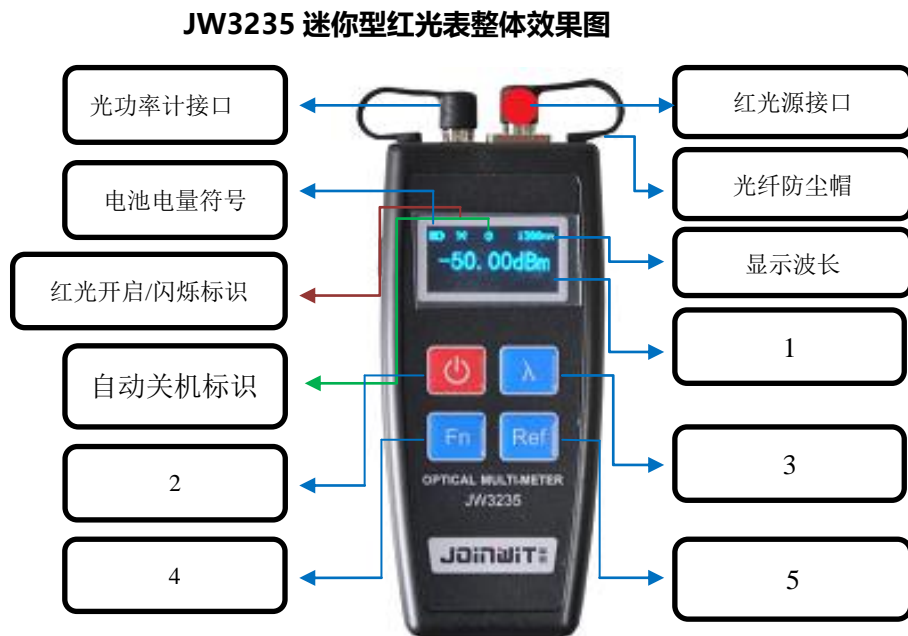 JW3235 迷你型红光表整体效果图
光功率计接口
红光源接口
电池电量符号
光纤防尘帽
红光开启/闪烁标识
显示波长
自动关机标识
1
2
3
4
5
-50.00dBm
λ
Fn
Ref
OPTICAL MULTI-METER
JW3235
JOINWIT